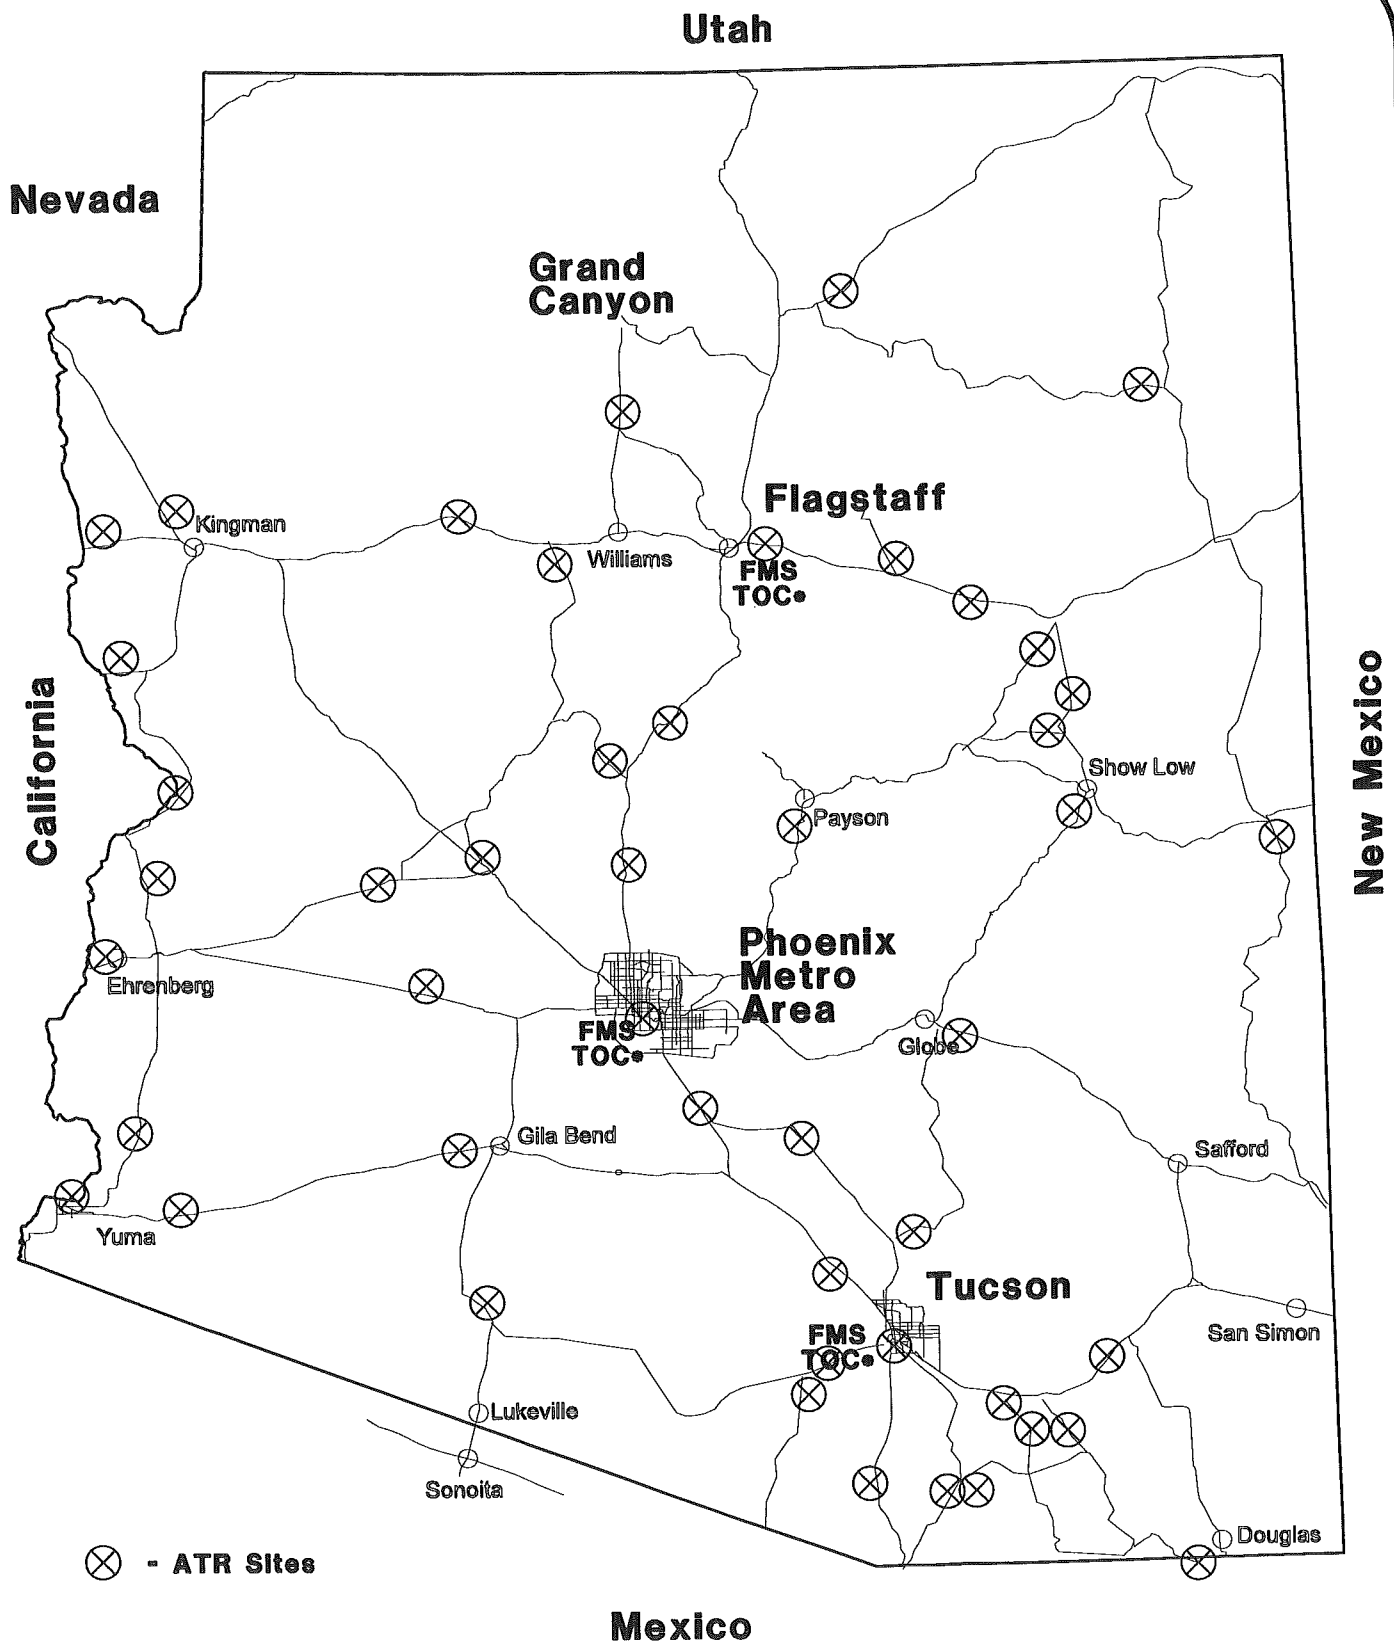 Utah
Nevada
Grand
Canyon
Flagstaff
Kingman
Williams
FMS
TOC
California
New Mexico
Show Low
Payson
Phoenix
Metro
Area
Ehrenberg
FMS
TOC
Globe
Gila Bend
Safford
Yuma
Tucson
San Simon
FMS
TOC
Lukeville
Sonoita
Douglas
- ATR Sites
Mexico